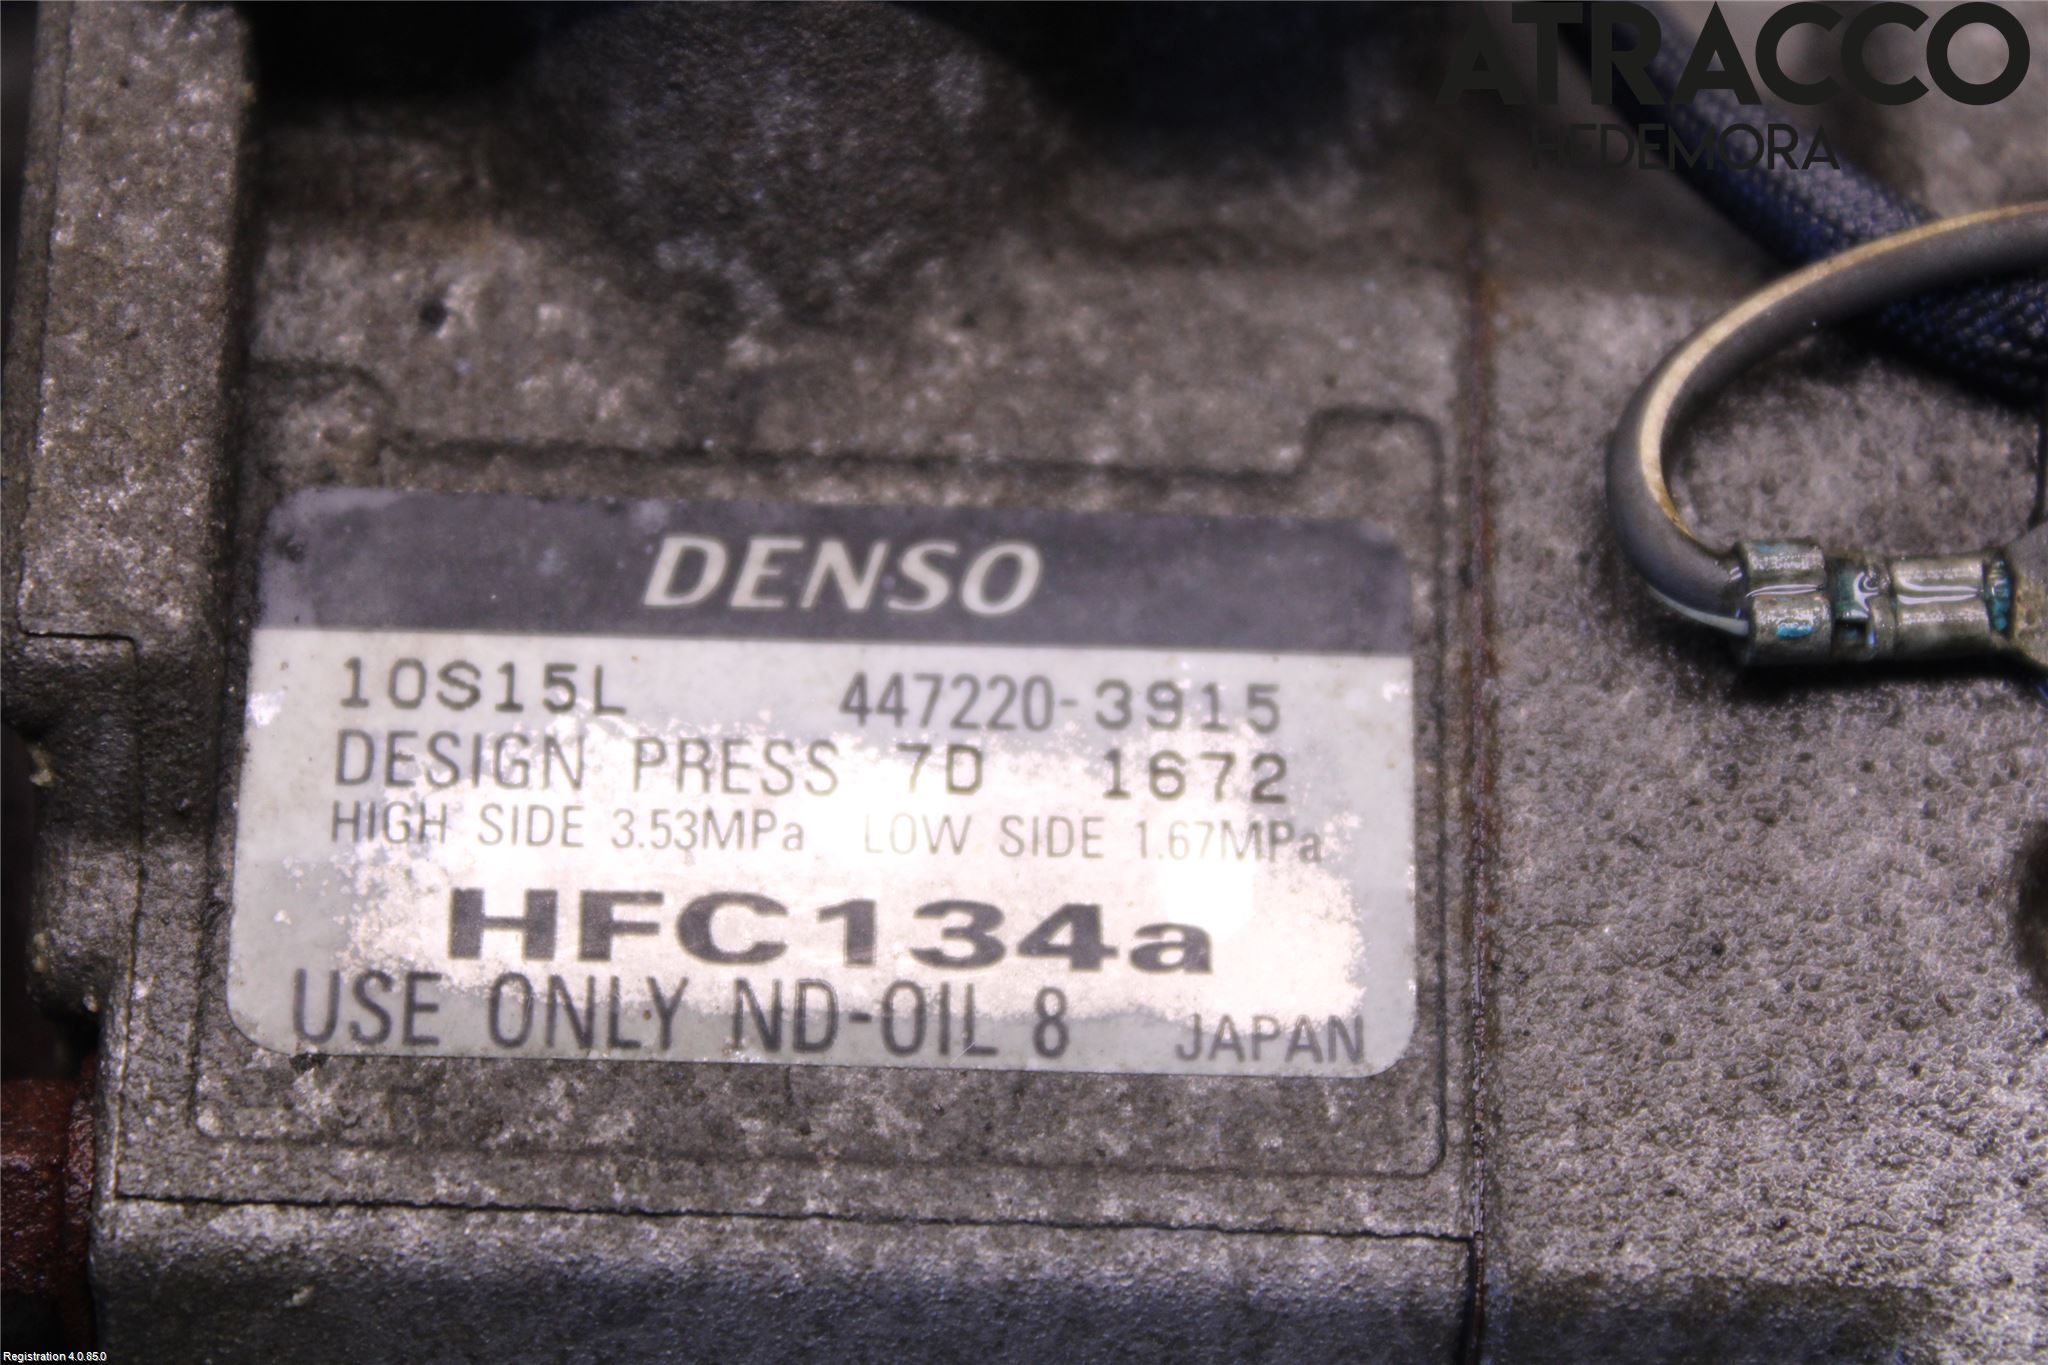 ATRACCO
HEDEMORA
DENSO
10S15L 447220-3915
DESIGN PRESS 7D 1672
HIGH SIDE 3.53MPa LOW SIDE 1.67MPa
HFC134a
USE ONLY ND-OIL 8 JAPAN
Registration 4.0.85.0